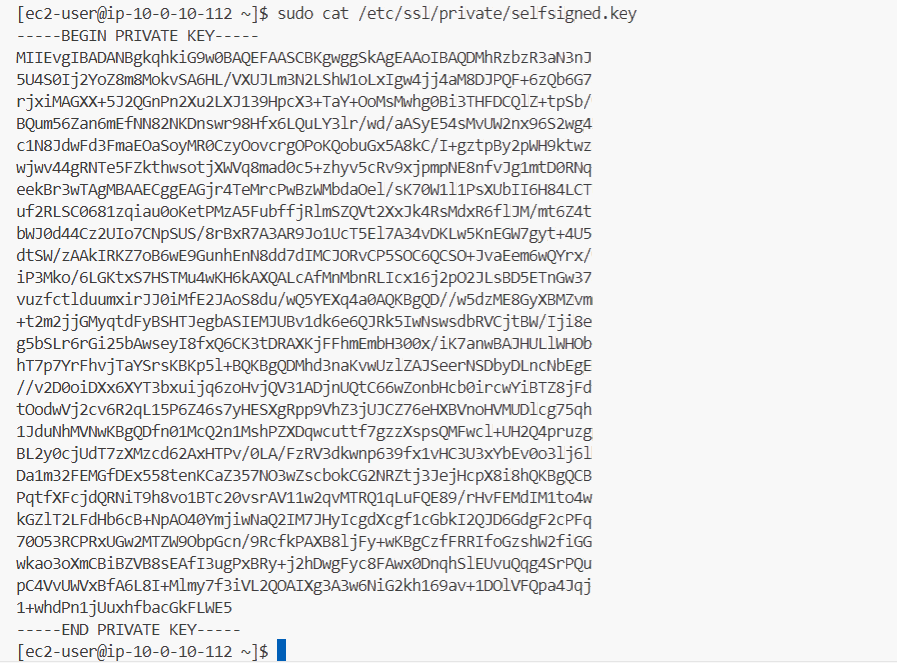 [ec2-user@ip-10-0-10-112 ~]$ sudo cat /etc/ssl/private/selfsigned.key
-----BEGIN PRIVATE KEY-----
MIIEvgIBADANBgkqhkiG9w0BAQEFAASCBKgwggSkAgEAAoIBAQDMhRzbzR3aN3nJ
5U4S0Ij2YoZ8m8MokvSA6HL/VXUJLm3N2LShW1oLxIgw4jj4aM8DJPQF+6zQb6G7
rjxiMAGXX+5J2QGnPn2Xu2LXJ139HpcX3+TaY+OoMsMwhg0Bi3THFDCQlZ+tpSb/
BQum56Zan6mEfNN82NKDnswr98Hfx6LQuLY3lr/wd/aASyE54sMvUW2nx96S2wg4
c1N8JdwFd3FmaEOaSoyMR0CzyOovcrgOPoKQobuGx5A8kC/I+gztpBy2pWH9ktwz
wjwv44gRNTe5FZkthwsotjXWVq8mad0c5+zhyv5cRv9xjpmpNE8nfvJg1mtD0RNq
eekBr3wTAgMBAAECggEAGjr4TeMrcPwBzWMbdaOel/sK70W1l1PsXUbII6H84LCT
uf2RLSC0681zqiau0oKetPMzA5FubffjRlmSZQVt2XxJk4RsMdxR6flJM/mt6Z4t
bWJ0d44Cz2UIo7CNpSUS/8rBxR7A3AR9Jo1UcT5El7A34vDKLw5KnEGW7gyt+4U5
dtSW/zAAkIRKZ7oB6wE9GunhEnN8dd7dIMCJORvCP5SOC6QCSO+JvaEem6wQYrx/
iP3Mko/6LGKtxS7HSTMu4wKH6kAXQALcAfMnMbnRLIcx16j2pO2JLsBD5ETnGw37
vuzfctlduumxirJJ0iMfE2JAoS8du/wQ5YEXq4a0AQKBgQD//w5dzME8GyXBMZvm
+t2m2jjGMyqtdFyBSHTJegbASIEMJUBv1dk6e6QJRk5IwNswsdbRVCjtBW/Iji8e
g5bSLr6rGi25bAwseyI8fxQ6CK3tDRAXKjFFhmEmbH300x/iK7anwBAJHULlWHOb
hT7p7YrFhvjTaYSrsKBKp5l+BQKBgQDMhd3naKvwUzlZAJSeerNSDbyDLncNbEgE
//v2D0oiDXx6XYT3bxuijq6zoHvjQV31ADjnUQtC66wZonbHcb0ircwYiBTZ8jFd
tOodwVj2cv6R2qL15P6Z46s7yHESXgRpp9VhZ3jUJCZ76eHXBVnoHVMUDlcg75qh
1JduNhMVNwKBgQDfn01McQ2n1MshPZXDqwcuttf7gzzXspsQMFwcl+UH2Q4pruzg
BL2y0cjUdT7zXMzcd62AxHTPv/0LA/FzRV3dkwnp639fx1vHC3U3xYbEv0o3lj6l
Da1m32FEMGfDEx558tenKCaZ357NO3wZscbokCG2NRZtj3JejHcpX8i8hQKBgQCB
PqtfXFcjdQRNiT9h8vo1BTc20vsrAV11w2qvMTRQ1qLuFQE89/rHvFEMdIM1to4w
kGZlT2LFdHb6cB+NpAO40YmjiwNaQ2IM7JHyIcgdXcgf1cGbkI2QJD6GdgF2cPFq
70O53RCPRxUGw2MTZW9ObpGcn/9RcfkPAXB8ljFy+wKBgCzfFRRIfoGzshW2fiGG
wkao3oXmCBiBZVB8sEAfI3ugPxBRy+j2hDwgFyc8FAwx0DnqhSlEUvuQqg4SrPQu
pC4VvUWVxBfA6L8I+Mlmy7f3iVL2QOAIXg3A3w6NiG2kh169av+1DOlVFQpa4Jqj
1+whdPn1jUuxhfbacGkFLWE5
-----END PRIVATE KEY-----
[ec2-user@ip-10-0-10-112 ~]$